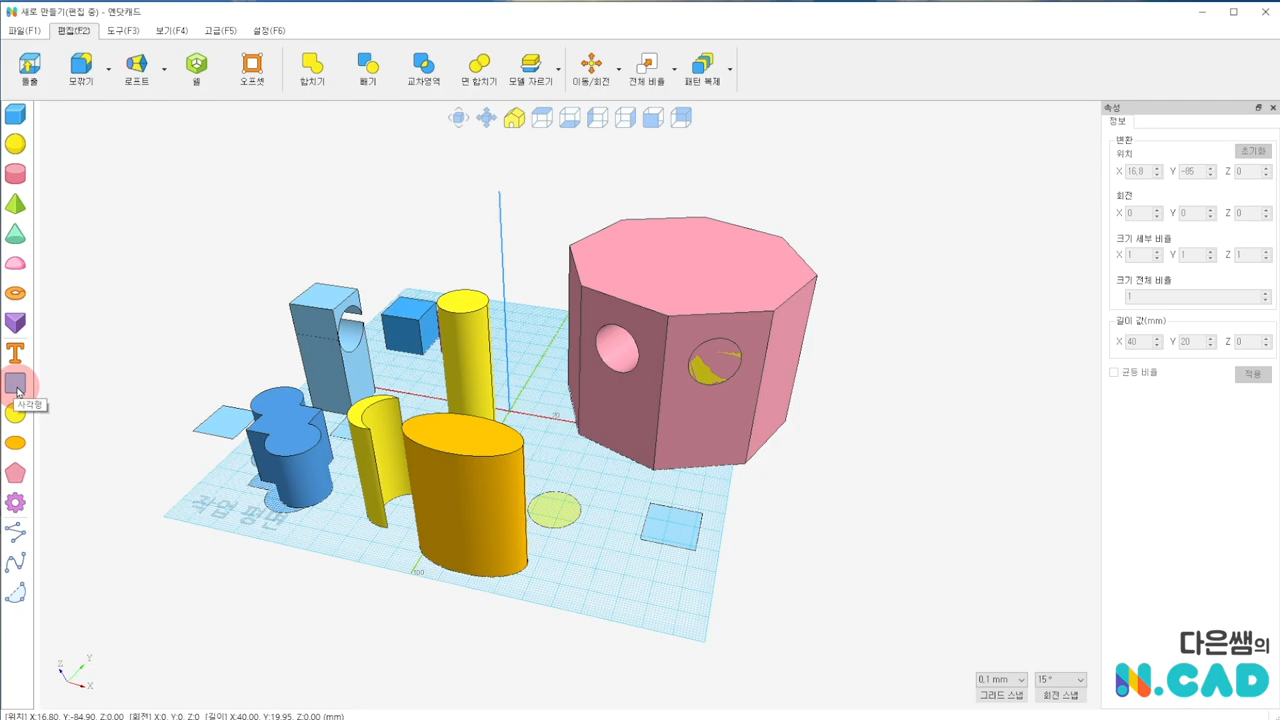 새로 만들기(편집 중) - 엔닷캐드
파일(F1) 편집(F2) 도구(F3) 보기(F4) 고급(F5) 설정(F6)
돌출 모깎기 로프트 쉘 오프셋 합치기 빼기 교차영역 면 합치기 모델 자르기 이동/회전 전체 비율 패턴 복제
속성
정보
변환
위치
초기화
X 16,8 Y -85 Z 0
회전
X 0 Y 0 Z 0
크기 세부 비율
X 1 Y 1 Z 1
크기 전체 비율
1
길이 값(mm)
X 40 Y 20 Z 0
균등 비율
적용
사각형
작업 평면
100
Z Y X
0,1 mm 15 °
그리드 스냅 회전 스냅
다은쌤의
N.CAD
[위치] X:16,80, Y:-84,90, Z:0,00 [회전] X:0, Y:0, Z:0 [길이] X:40,00, Y:19,95, Z:0,00 (mm)